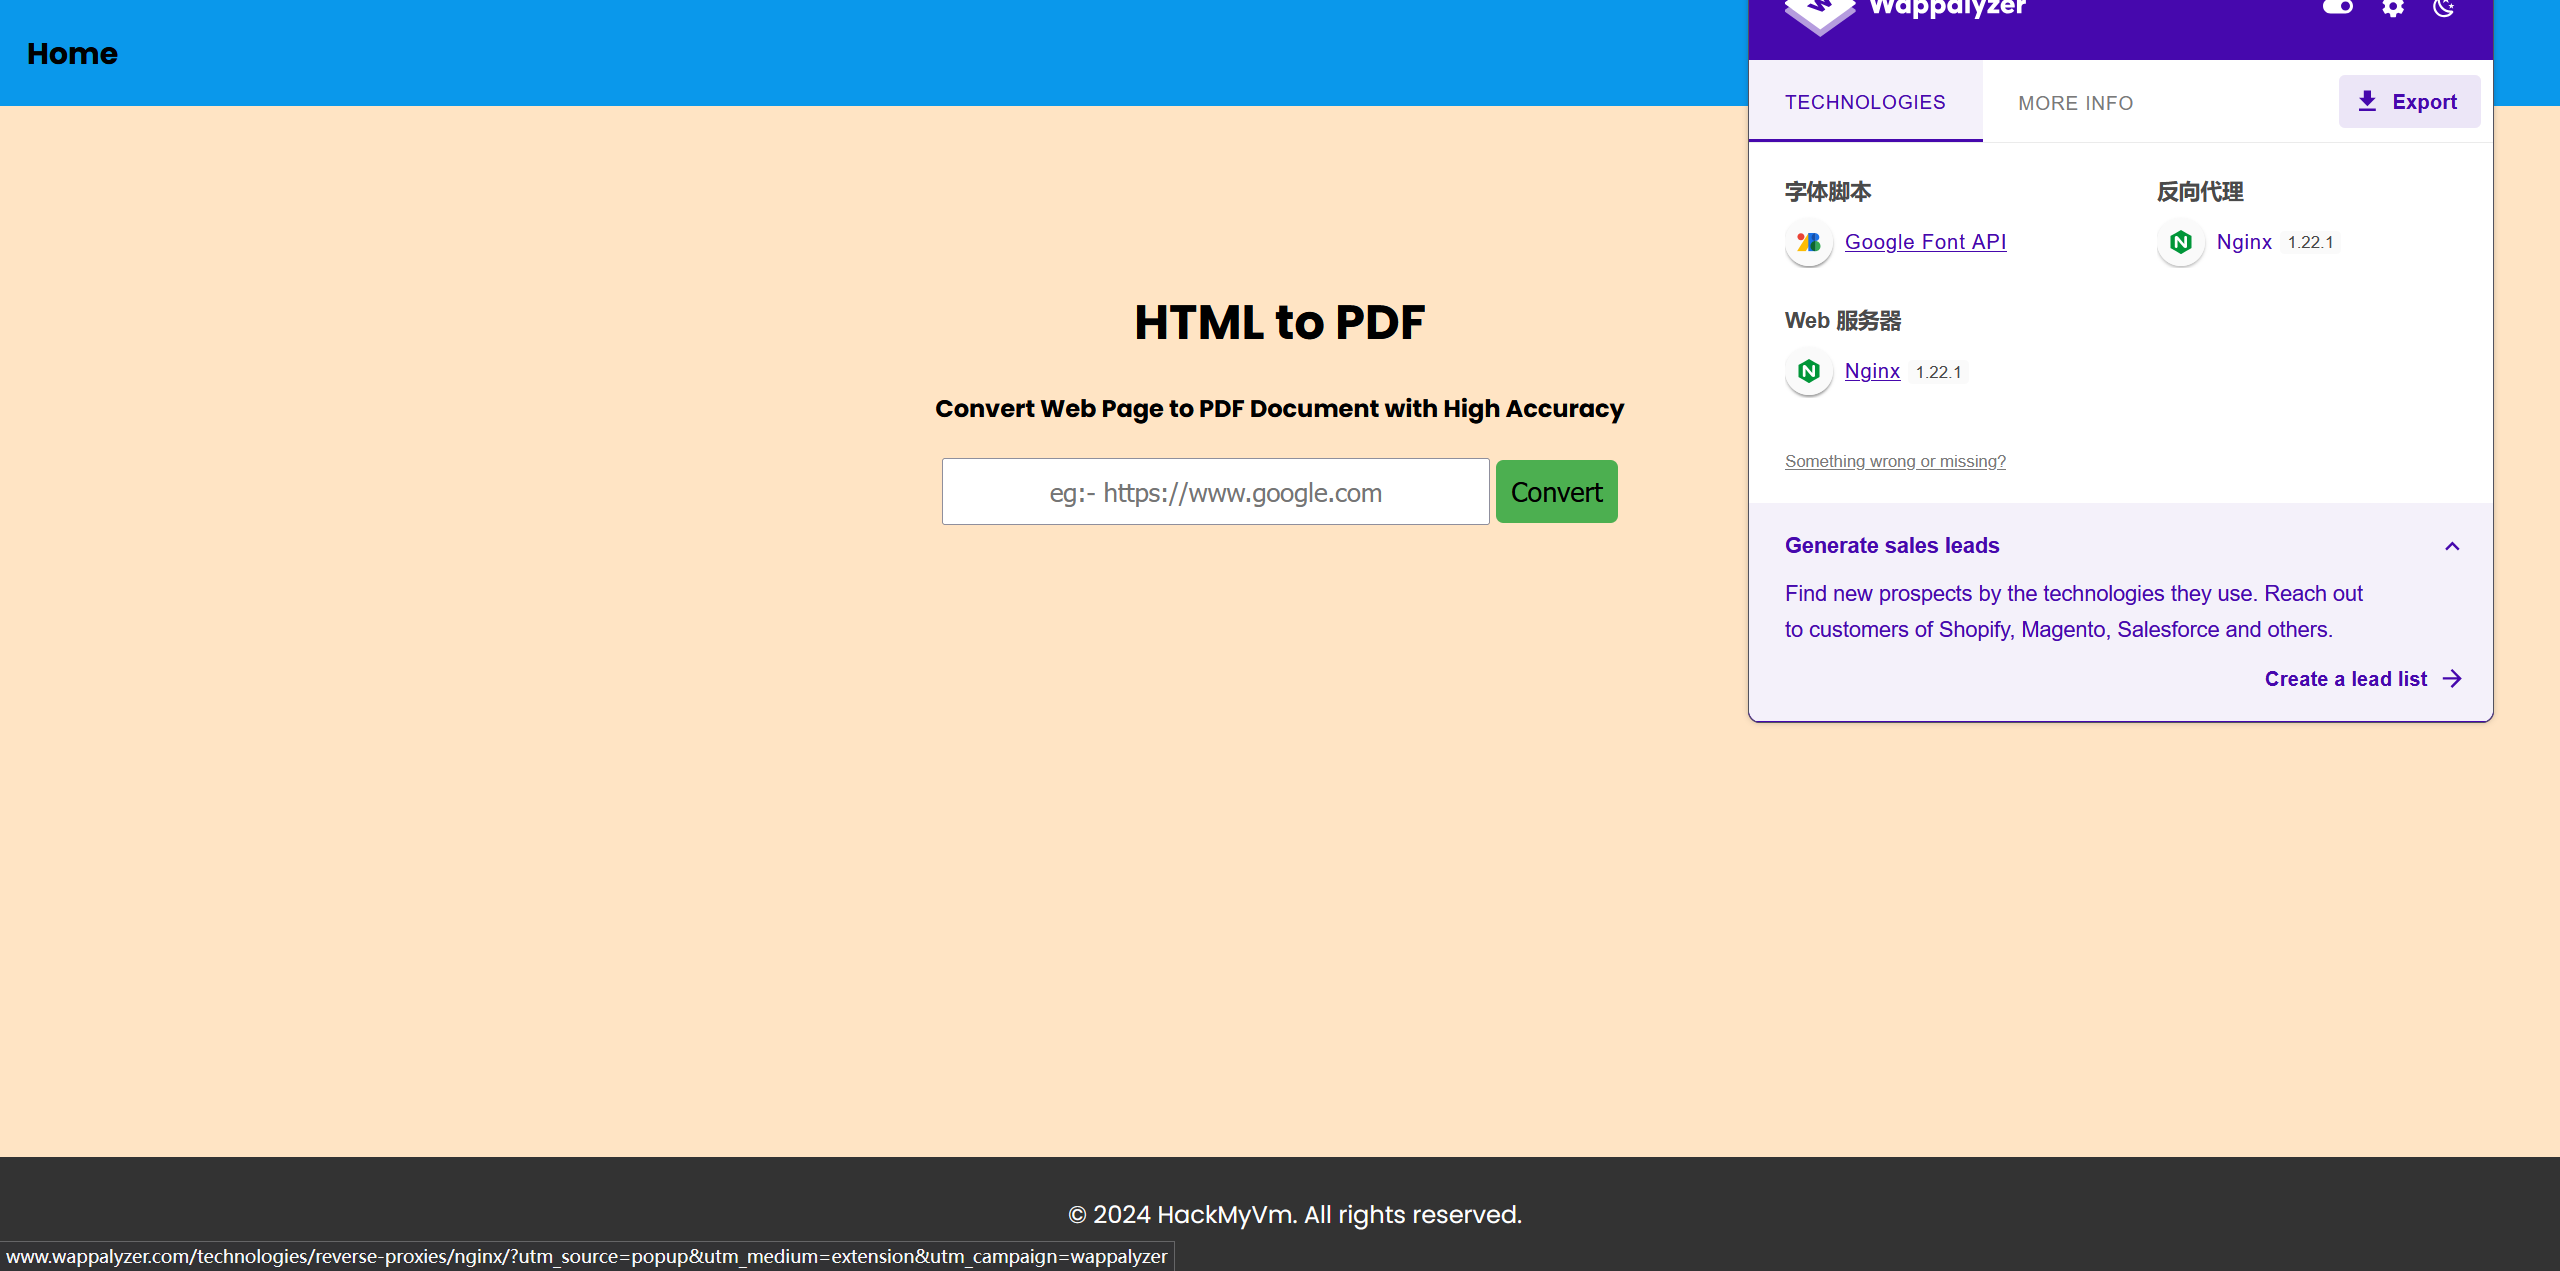 Home
HTML to PDF
Convert Web Page to PDF Document with High Accuracy
eg:- https://www.google.com
Convert
Wappalyzer
TECHNOLOGIES
MORE INFO
Export
字体脚本
Google Font API
反向代理
Nginx 1.22.1
Web 服务器
Nginx 1.22.1
Something wrong or missing?
Generate sales leads
Find new prospects by the technologies they use. Reach out
to customers of Shopify, Magento, Salesforce and others.
Create a lead list
© 2024 HackMyVm. All rights reserved.
www.wappalyzer.com/technologies/reverse-proxies/nginx/?utm_source=popup&utm_medium=extension&utm_campaign=wappalyzer